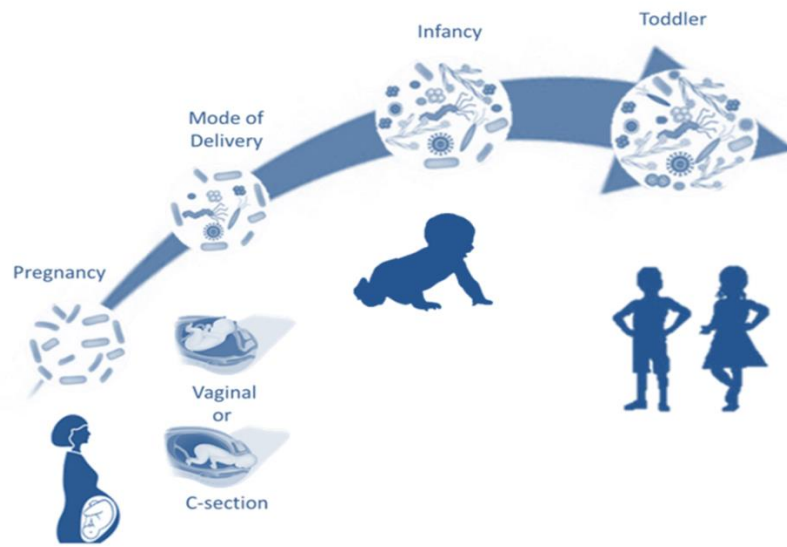 Pregnancy
Mode of
Delivery
Infancy
Toddler
Vaginal
or
C-section